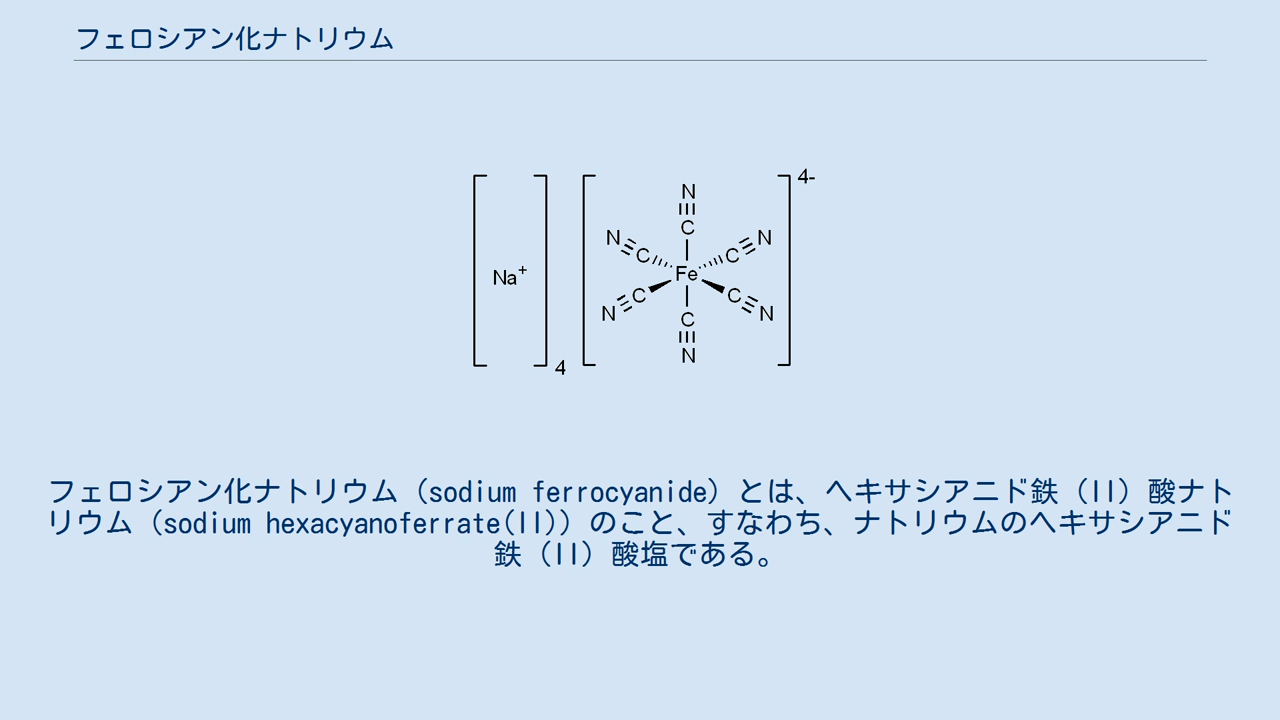 フェロシアン化ナトリウム
4-
N
C
N C C N
Na+ Fe
N C C N
C
N
4
フェロシアン化ナトリウム（sodium ferrocyanide）とは、ヘキサシアニド鉄（II）酸ナト
リウム（sodium hexacyanoferrate(II)）のこと、すなわち、ナトリウムのヘキサシアニド
鉄（II）酸塩である。